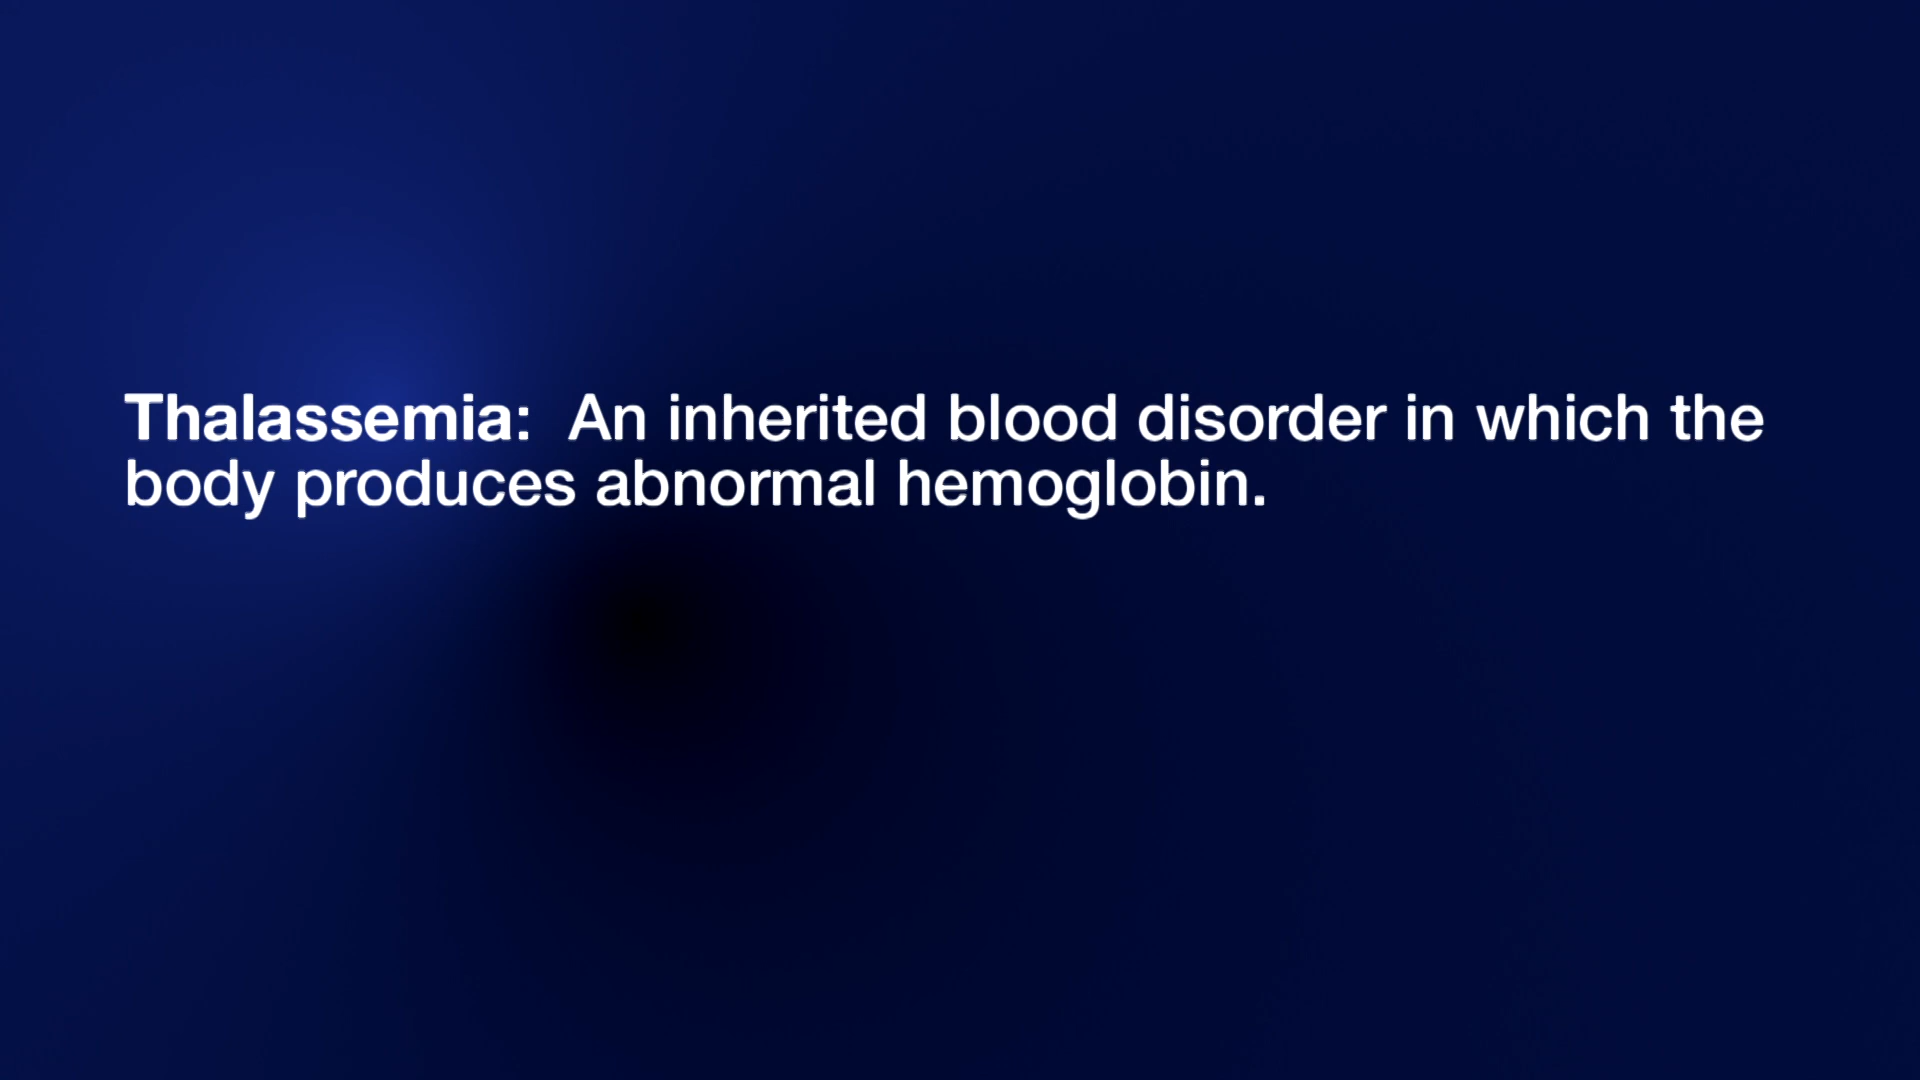 Thalassemia:  An inherited blood disorder in which the
body produces abnormal hemoglobin.